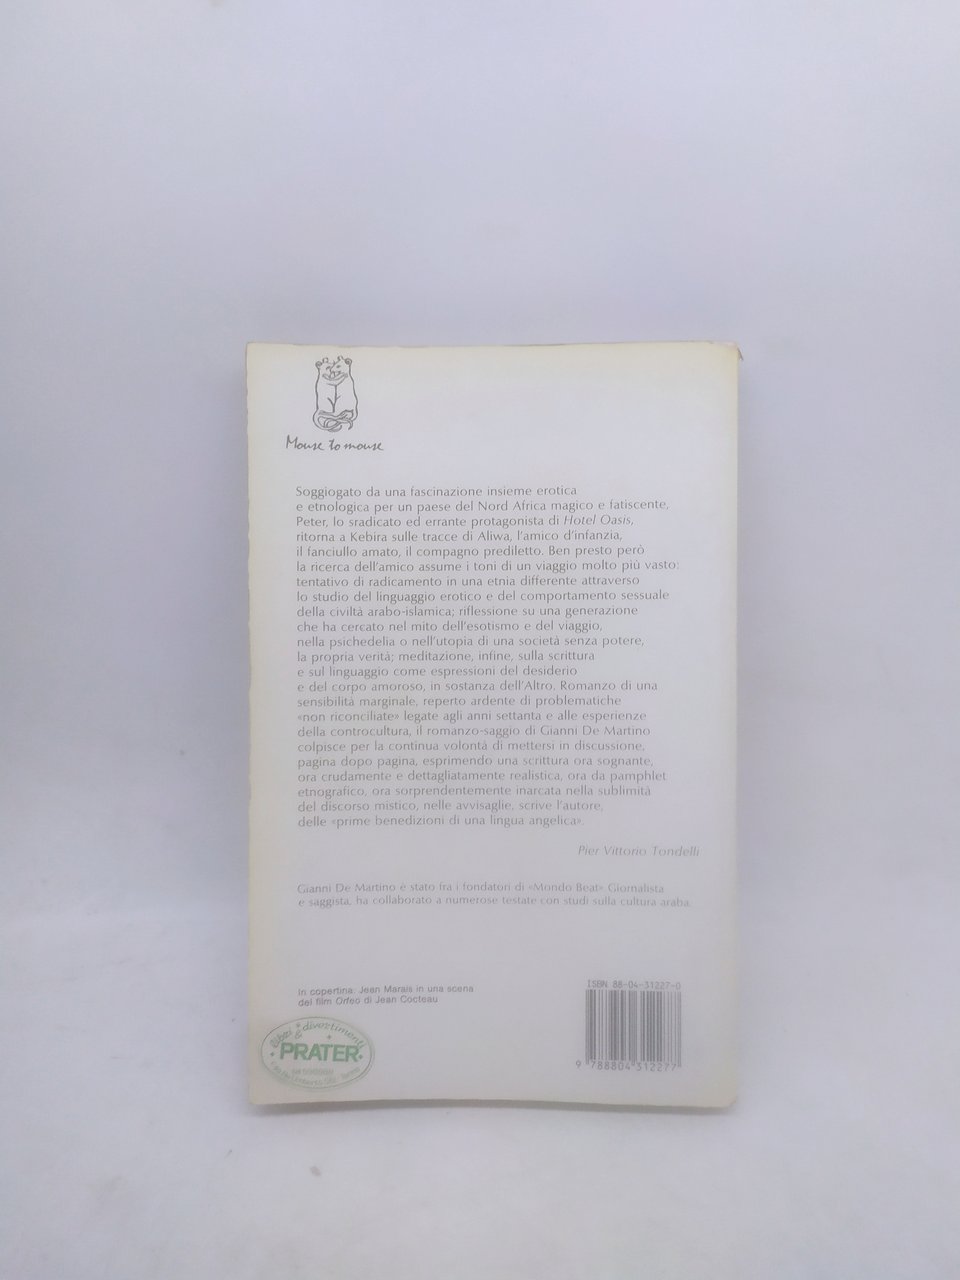 Mouse to mouse
Soggiogato da una fascinazione insieme erotica
e etnologica per un paese del Nord Africa magico e fatiscente,
Peter, lo sradicato ed errante protagonista di Hotel Oasis,
ritorna a Kebira sulle tracce di Aliwa, l'amico d'infanzia,
il fanciullo amato, il compagno prediletto. Ben presto però
la ricerca dell'amico assume i toni di un viaggio molto più vasto:
tentativo di radicamento in una etnia differente attraverso
lo studio del linguaggio erotico e del comportamento sessuale
della civiltà arabo-islamica; riflessione su una generazione
che ha cercato nel mito dell'esotismo e del viaggio,
nella psichedelia o nell'utopia di una società senza potere,
la propria verità; meditazione, infine, sulla scrittura
e sul linguaggio come espressioni del desiderio
e del corpo amoroso, in sostanza dell'Altro. Romanzo di una
sensibilità marginale, reperto ardente di problematiche
«non riconciliate» legate agli anni settanta e alle esperienze
della controcultura, il romanzo-saggio di Gianni De Martino
colpisce per la continua volontà di mettersi in discussione,
pagina dopo pagina, esprimendo una scrittura ora sognante,
ora crudamente e dettagliatamente realistica, ora da pamphlet
etnografico, ora sorprendentemente inarcata nella sublimità
del discorso mistico, nelle avvisaglie, scrive l'autore,
delle «prime benedizioni di una lingua angelica».
Pier Vittorio Tondelli
Gianni De Martino è stato fra i fondatori di «Mondo Beat». Giornalista
e saggista, ha collaborato a numerose testate con studi sulla cultura araba.
In copertina: Jean Marais in una scena
del film Orfeo di Jean Cocteau
ISBN 88-04-31227-0
9 788804 312277
libri & divertimenti
PRATER